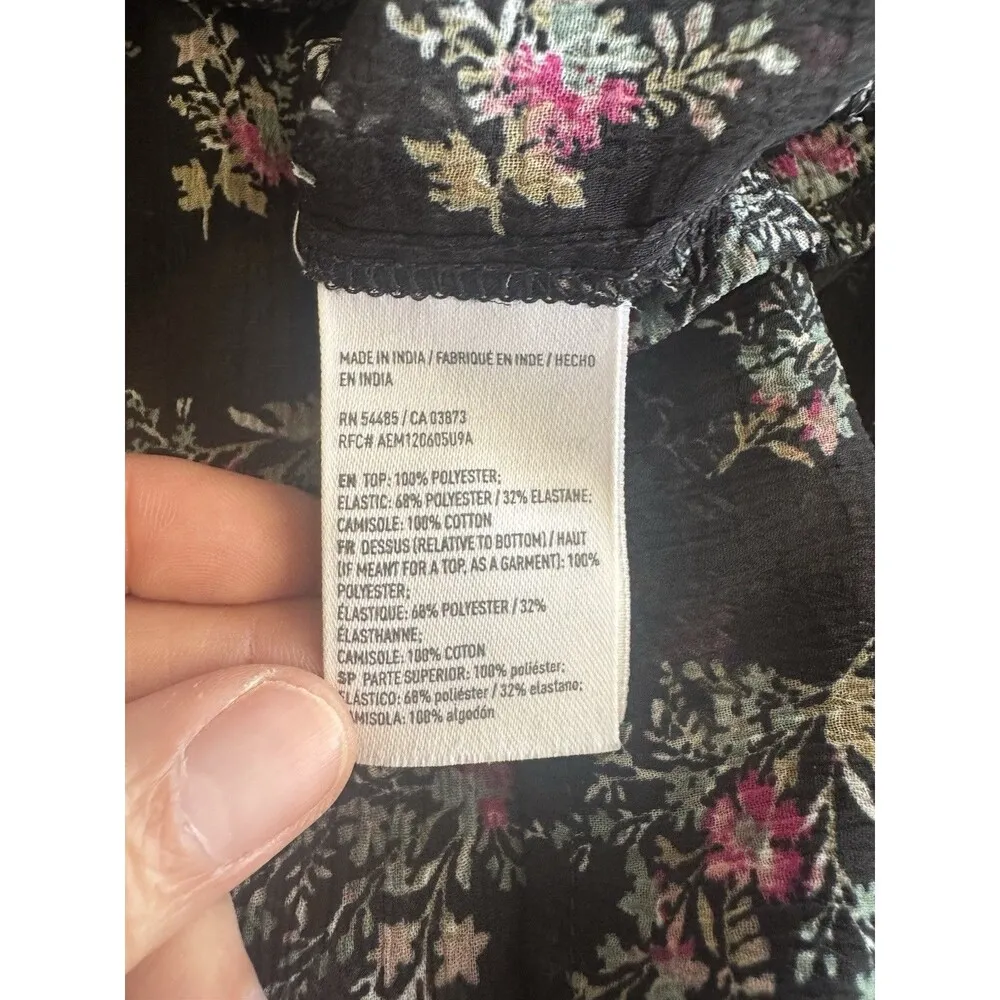 MADE IN INDIA / FABRIQUÉ EN INDE / HECHO
EN INDIA
RN 54485 / CA 03873
RFC# AEM120605U9A
EN TOP: 100% POLYESTER;
ELASTIC: 68% POLYESTER / 32% ELASTANE;
CAMISOLE: 100% COTTON
FR DESSUS (RELATIVE TO BOTTOM) / HAUT
(IF MEANT FOR A TOP, AS A GARMENT): 100%
POLYESTER;
ÉLASTIQUE: 68% POLYESTER / 32%
ÉLASTHANNE;
CAMISOLE: 100% COTON
SP PARTE SUPERIOR: 100% poliéster;
ELÁSTICO: 68% poliéster / 32% elastano;
AMISOLA: 100% algodón